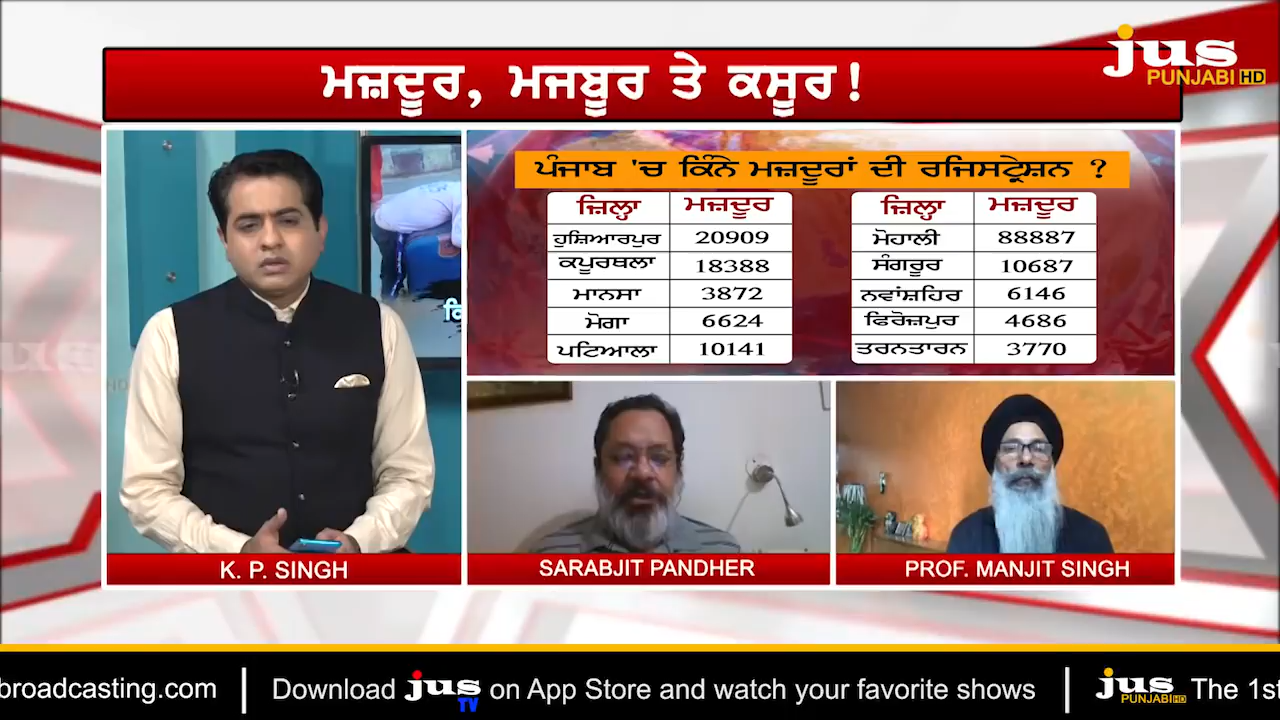 jus
PUNJABI HD
ਮਜ਼ਦੂਰ, ਮਜਬੂਰ ਤੇ ਕਸੂਰ!
ਪੰਜਾਬ 'ਚ ਕਿੰਨੇ ਮਜ਼ਦੂਰਾਂ ਦੀ ਰਜਿਸਟ੍ਰੇਸ਼ਨ ?
ਜ਼ਿਲ੍ਹਾ ਮਜ਼ਦੂਰ
ਹੁਸ਼ਿਆਰਪੁਰ 20909
ਕਪੂਰਥਲਾ 18388
ਮਾਨਸਾ 3872
ਮੋਗਾ 6624
ਪਟਿਆਲਾ 10141
ਜ਼ਿਲ੍ਹਾ ਮਜ਼ਦੂਰ
ਮੋਹਾਲੀ 88887
ਸੰਗਰੂਰ 10687
ਨਵਾਂਸ਼ਹਿਰ 6146
ਫਿਰੋਜ਼ਪੁਰ 4686
ਤਰਨਤਾਰਨ 3770
K. P. SINGH
SARABJIT PANDHER
PROF. MANJIT SINGH
broadcasting.com | Download jus TV on App Store and watch your favorite shows | jus PUNJABI HD The 1st